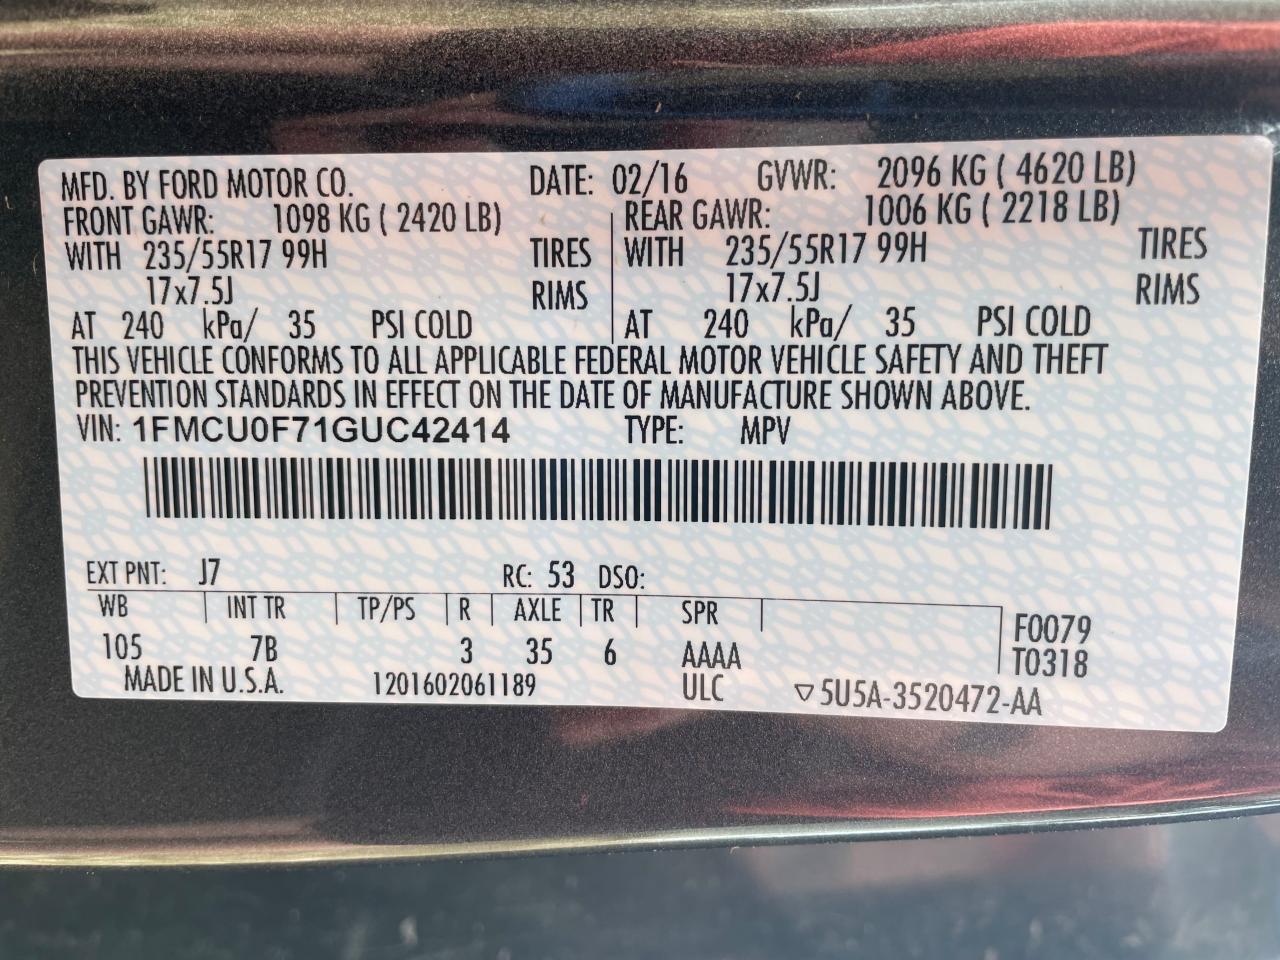 MFD. BY FORD MOTOR CO. DATE: 02/16 GVWR: 2096 KG ( 4620 LB)
FRONT GAWR: 1098 KG ( 2420 LB) REAR GAWR: 1006 KG ( 2218 LB)
WITH 235/55R17 99H TIRES WITH 235/55R17 99H TIRES
17x7.5J RIMS 17x7.5J RIMS
AT 240 kPa/ 35 PSI COLD AT 240 kPa/ 35 PSI COLD
THIS VEHICLE CONFORMS TO ALL APPLICABLE FEDERAL MOTOR VEHICLE SAFETY AND THEFT
PREVENTION STANDARDS IN EFFECT ON THE DATE OF MANUFACTURE SHOWN ABOVE.
VIN: 1FMCU0F71GUC42414 TYPE: MPV
EXT PNT: J7 RC: 53 DSO:
WB INT TR TP/PS R AXLE TR SPR F0079
105 7B 3 35 6 AAAA T0318
MADE IN U.S.A. 1201602061189 ULC ▽5U5A-3520472-AA